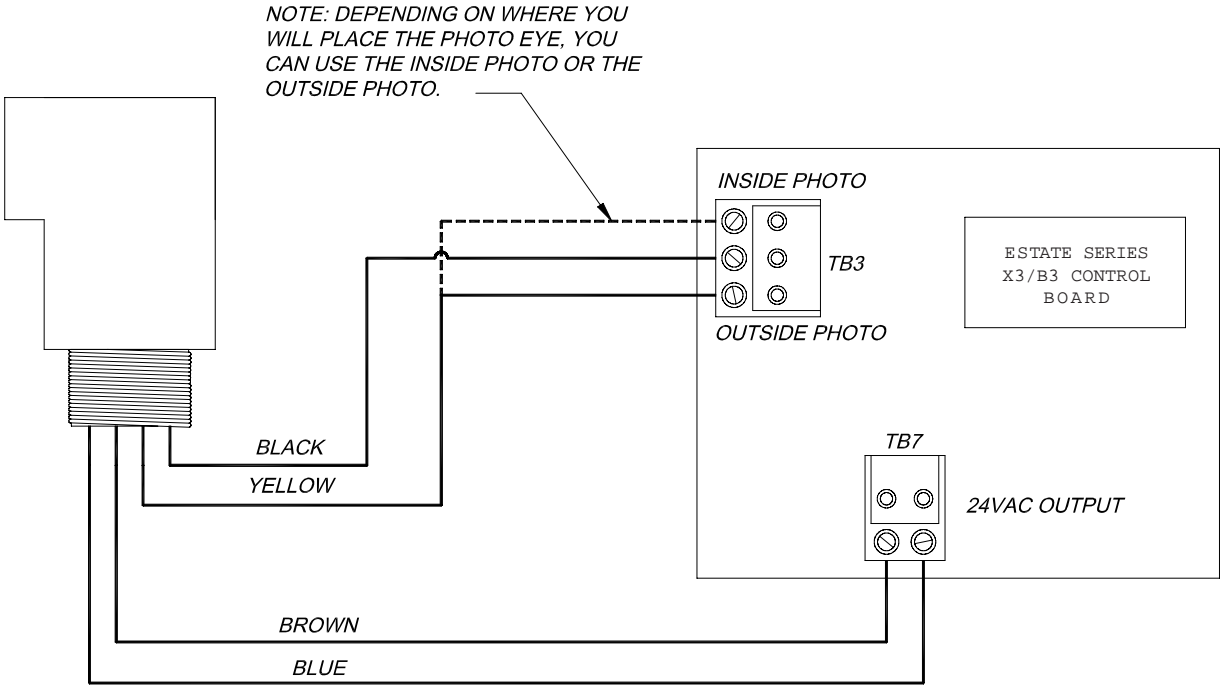 NOTE: DEPENDING ON WHERE YOU
WILL PLACE THE PHOTO EYE, YOU
CAN USE THE INSIDE PHOTO OR THE
OUTSIDE PHOTO.
INSIDE PHOTO
TB3
OUTSIDE PHOTO
ESTATE SERIES
X3/B3 CONTROL
BOARD
BLACK
YELLOW
TB7
24VAC OUTPUT
BROWN
BLUE